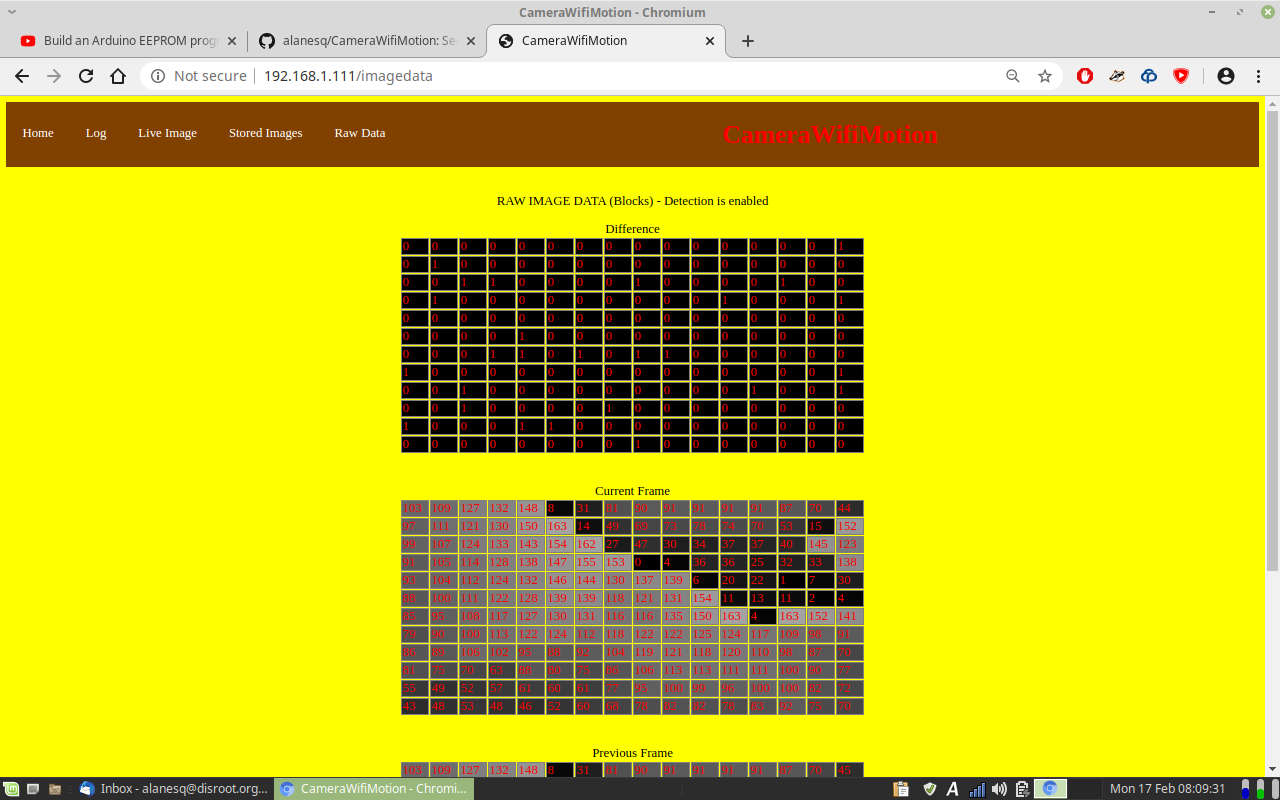 CameraWifiMotion - Chromium
Build an Arduino EEPROM prog
alanesq/CameraWifiMotion: Se
CameraWifiMotion
Not secure 192.168.1.111/imagedata
Home Log Live Image Stored Images Raw Data CameraWifiMotion
RAW IMAGE DATA (Blocks) - Detection is enabled
Difference
0 0 0 0 0 0 0 0 0 0 0 0 0 0 0 1
0 1 0 0 0 0 0 0 0 0 0 0 0 0 0 0
0 0 1 1 0 0 0 0 1 0 0 0 0 1 0 0
0 1 0 0 0 0 0 0 0 0 0 1 0 0 0 1
0 0 0 0 0 0 0 0 0 0 0 0 0 0 0 0
0 0 0 0 1 0 0 0 0 0 0 0 0 0 0 0
0 0 0 1 1 0 1 0 1 1 0 0 0 0 0 0
1 0 0 0 0 0 0 0 0 0 0 0 0 0 0 1
0 0 1 0 0 0 0 0 0 0 0 0 1 0 0 1
0 0 1 0 0 0 0 1 0 0 0 0 0 0 0 0
1 0 0 0 1 1 0 0 0 0 0 0 0 0 0 0
0 0 0 0 0 0 0 0 1 0 0 0 0 0 0 0
Current Frame
103 109 127 132 148 8 31 81 90 91 91 91 91 87 70 44
97 111 121 130 150 163 14 49 69 73 78 74 70 53 15 152
99 107 124 133 143 154 162 27 47 30 34 37 37 40 145 123
91 105 114 128 138 147 155 153 0 4 36 36 25 32 33 138
93 104 112 124 132 146 144 130 137 139 6 20 22 1 7 30
100 111 122 128 139 139 118 121 131 154 11 13 11 2 4
95 108 117 127 130 131 116 116 135 150 163 4 163 152 141
79 90 100 113 122 124 112 118 122 122 125 124 117 109 98 91
89 106 102 95 92 104 119 121 118 120 110 98 87 70
75 70 63 75 106 113 113 111 111 100 90 77
55 49 52 57 61 60 61 77 95 100 99 96 100 100 72
43 48 53 48 46 52 60 78 92 75 70
Previous Frame
103 109 127 132 148 8 31 81 90 91 91 91 91 87 70 45
Inbox - alanesq@disroot.org...
CameraWifiMotion - Chromi...
Mon 17 Feb 08:09:31